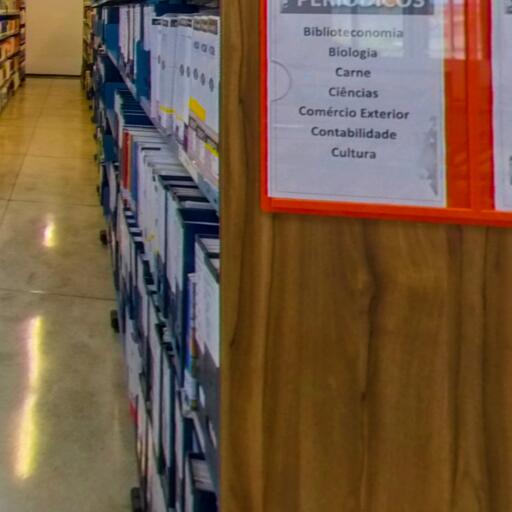 PERIÓDICOS
Biblioteconomia
Biologia
Carne
Ciências
Comércio Exterior
Contabilidade
Cultura